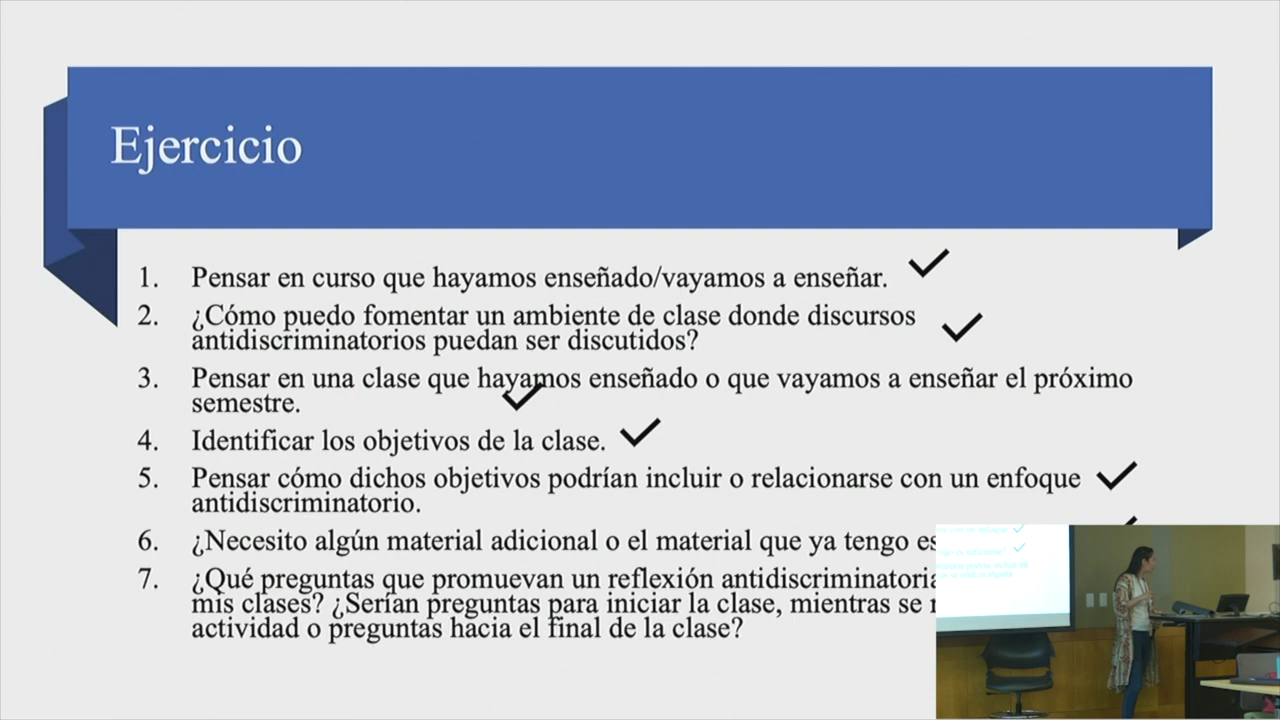 Ejercicio
1. Pensar en curso que hayamos enseñado/vayamos a enseñar.
2. ¿Cómo puedo fomentar un ambiente de clase donde discursos
antidiscriminatorios puedan ser discutidos?
3. Pensar en una clase que hayamos enseñado o que vayamos a enseñar el próximo
semestre.
4. Identificar los objetivos de la clase.
5. Pensar cómo dichos objetivos podrían incluir o relacionarse con un enfoque
antidiscriminatorio.
6. ¿Necesito algún material adicional o el material que ya tengo
7. ¿Qué preguntas que promuevan un reflexión antidiscriminatoria
mis clases? ¿Serían preguntas para iniciar la clase, mientras se
actividad o preguntas hacia el final de la clase?